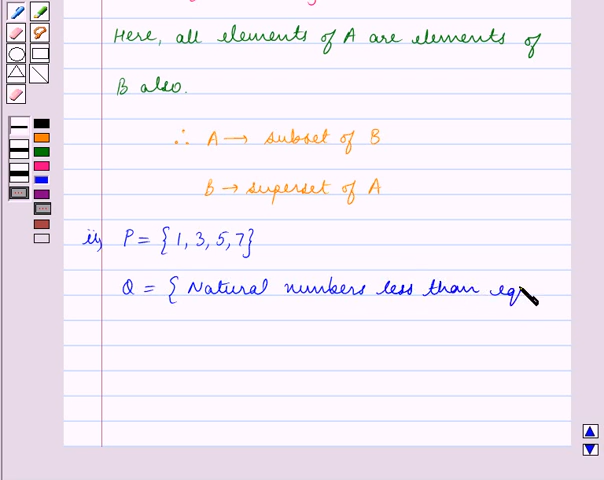 Here, all elements of A are elements of
B also.
∴ A → subset of B
B → superset of A
ii) P = { 1, 3, 5, 7}
Q = { Natural numbers less than eq